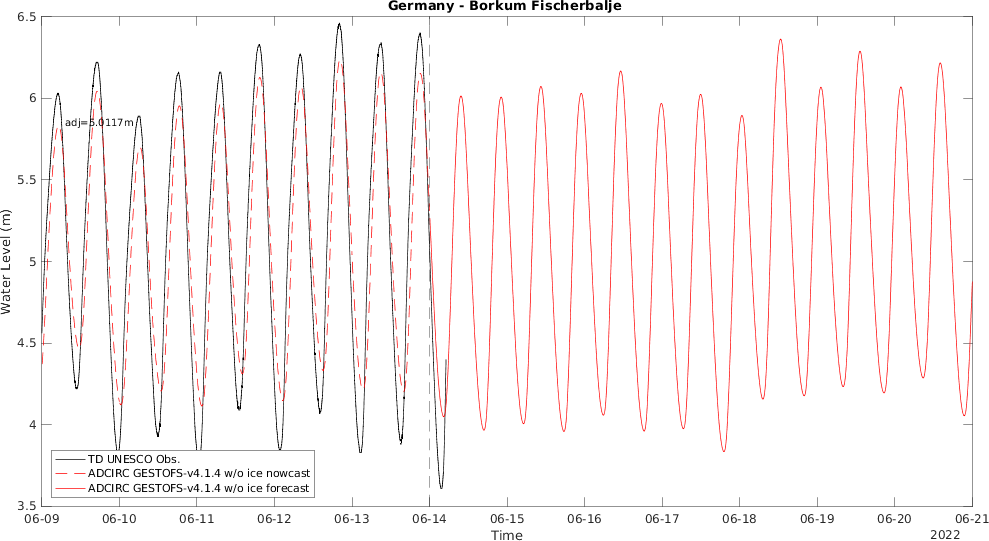 Germany - Borkum Fischerbalje
6.5
6
5.5
5
4.5
4
3.5
Water Level (m)
adj=5.0117m
TD UNESCO Obs.
ADCIRC GESTOFS-v4.1.4 w/o ice nowcast
ADCIRC GESTOFS-v4.1.4 w/o ice forecast
06-09 06-10 06-11 06-12 06-13 06-14 06-15 06-16 06-17 06-18 06-19 06-20 06-21
Time
2022